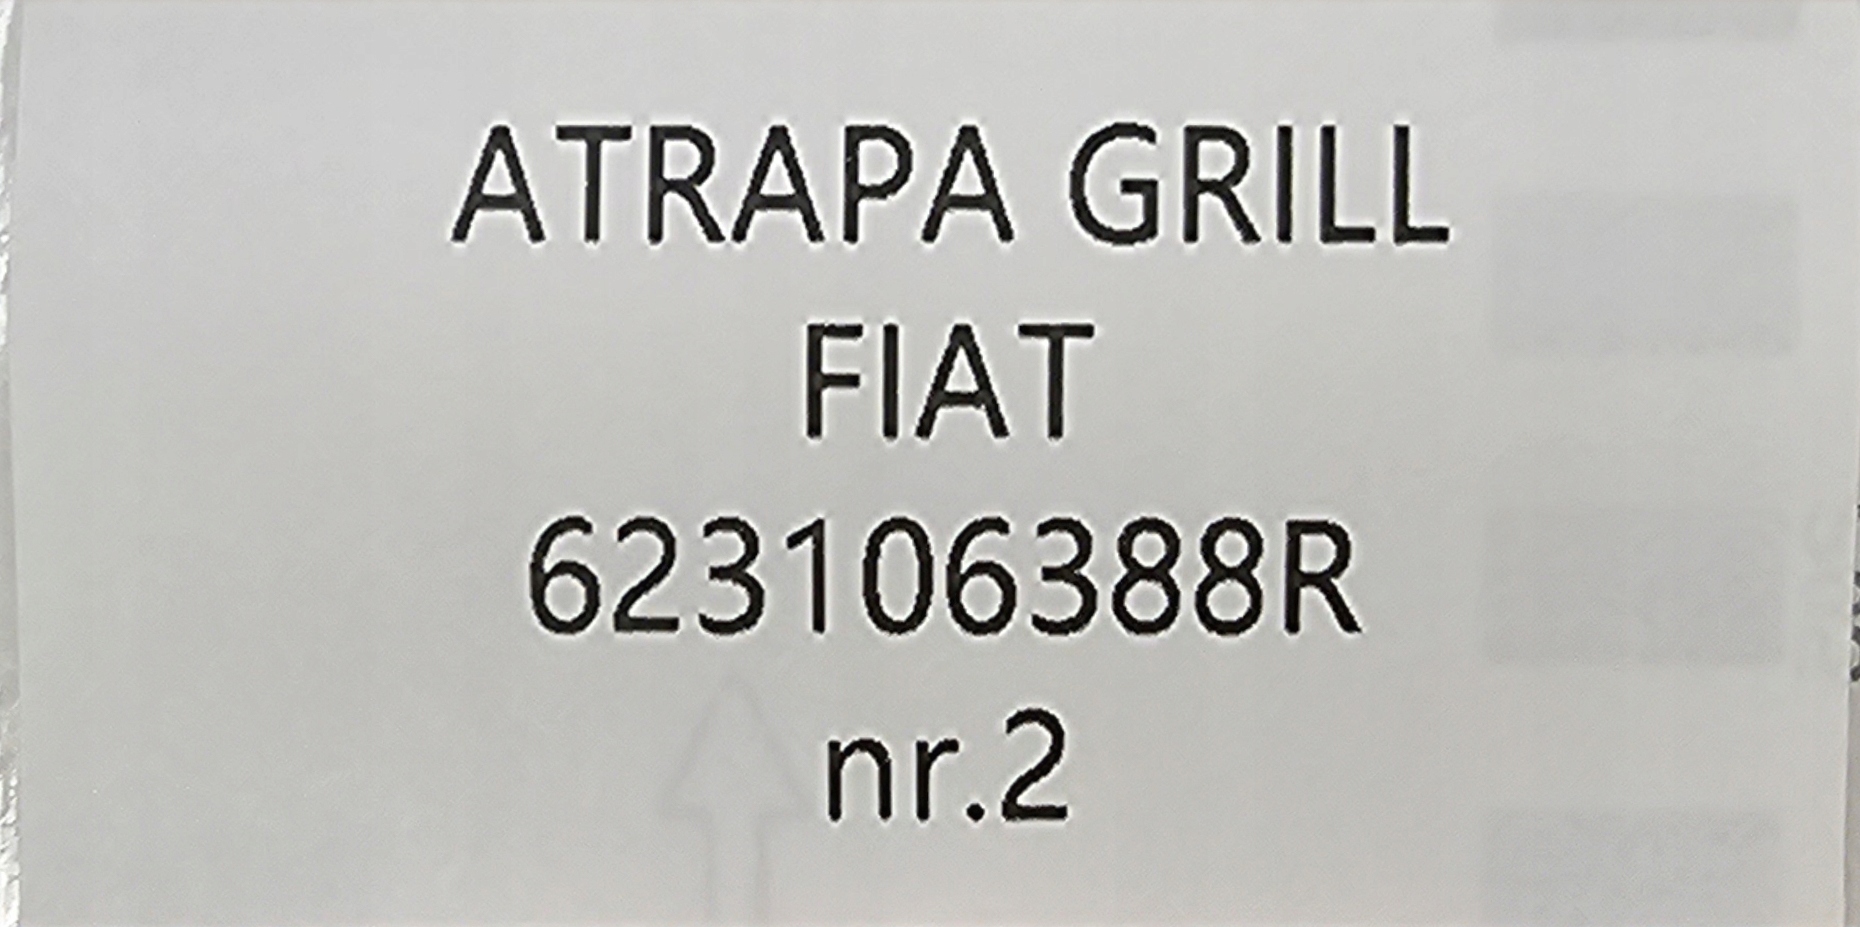 ATRAPA GRILL
FIAT
623106388R
nr.2